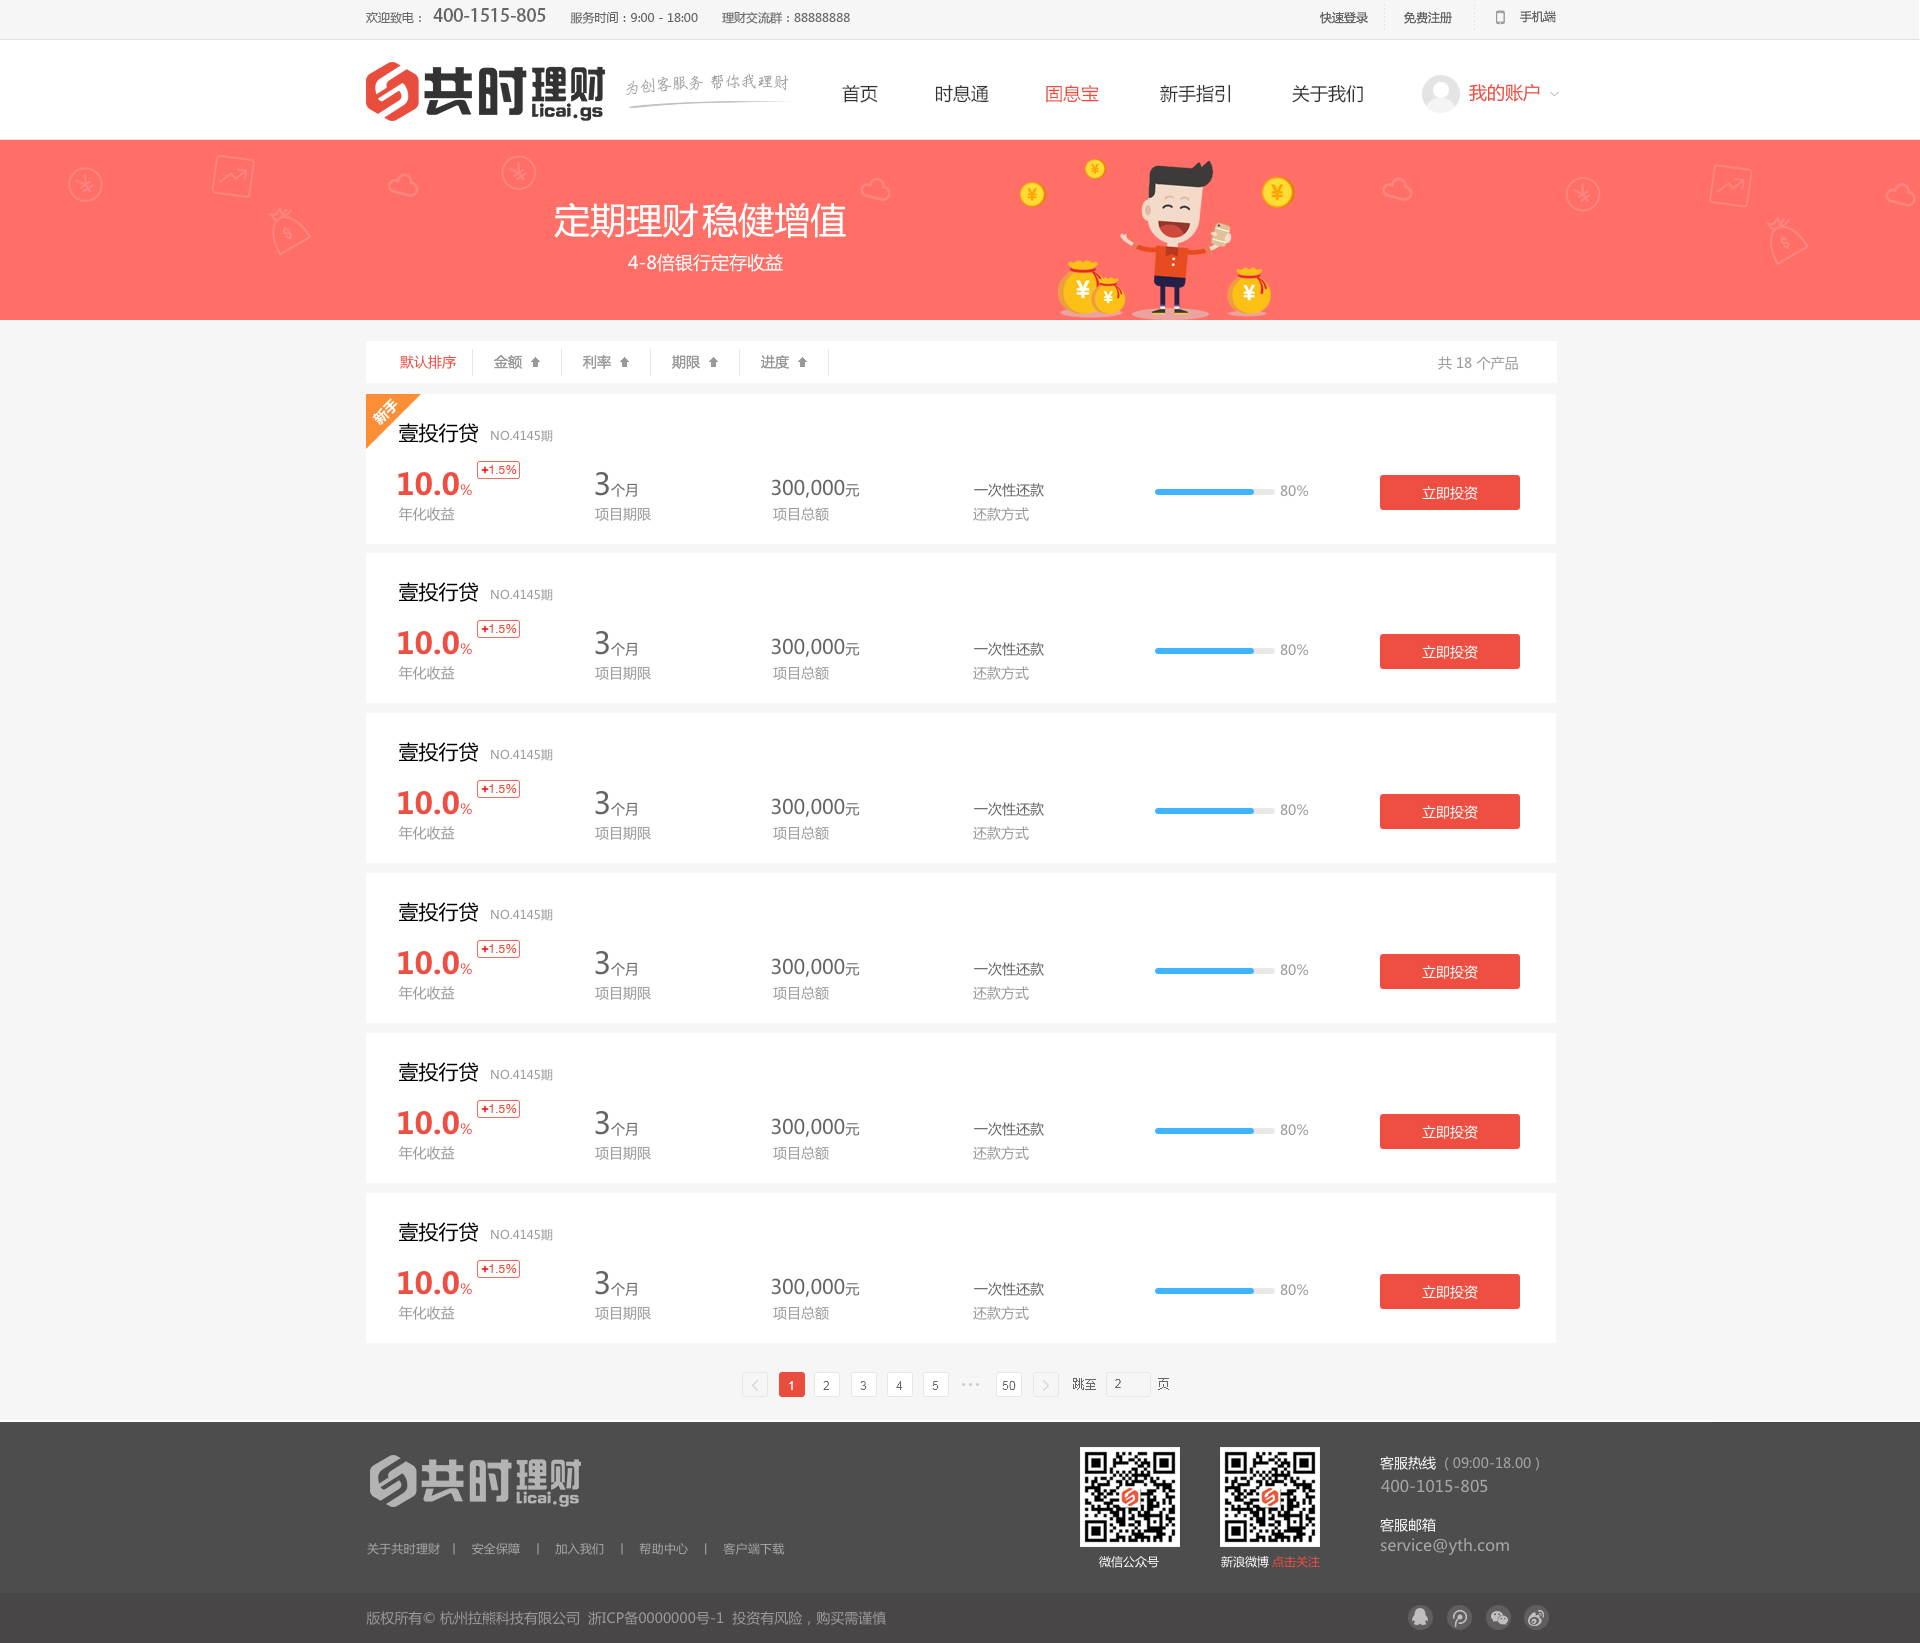 欢迎致电： 400-1515-805 服务时间：9:00 - 18:00 理财交流群：88888888 快速登录 免费注册 手机端
共时理财 Licai.gs 为创客服务 帮你我理财 首页 时息通 固息宝 新手指引 关于我们 我的账户
定期理财 稳健增值
4-8倍银行定存收益
默认排序 金额 利率 期限 进度 共 18 个产品
新手
壹投行贷 NO.4145期
10.0% +1.5% 3个月 300,000元 一次性还款 80% 立即投资
年化收益 项目期限 项目总额 还款方式
壹投行贷 NO.4145期
10.0% +1.5% 3个月 300,000元 一次性还款 80% 立即投资
年化收益 项目期限 项目总额 还款方式
壹投行贷 NO.4145期
10.0% +1.5% 3个月 300,000元 一次性还款 80% 立即投资
年化收益 项目期限 项目总额 还款方式
壹投行贷 NO.4145期
10.0% +1.5% 3个月 300,000元 一次性还款 80% 立即投资
年化收益 项目期限 项目总额 还款方式
壹投行贷 NO.4145期
10.0% +1.5% 3个月 300,000元 一次性还款 80% 立即投资
年化收益 项目期限 项目总额 还款方式
壹投行贷 NO.4145期
10.0% +1.5% 3个月 300,000元 一次性还款 80% 立即投资
年化收益 项目期限 项目总额 还款方式
< 1 2 3 4 5 ··· 50 > 跳至 2 页
共时理财 Licai.gs
关于共时理财 | 安全保障 | 加入我们 | 帮助中心 | 客户端下载
微信公众号 新浪微博 点击关注
客服热线 ( 09:00-18.00 )
400-1015-805
客服邮箱
service@yth.com
版权所有© 杭州拉熊科技有限公司 浙ICP备0000000号-1 投资有风险，购买需谨慎